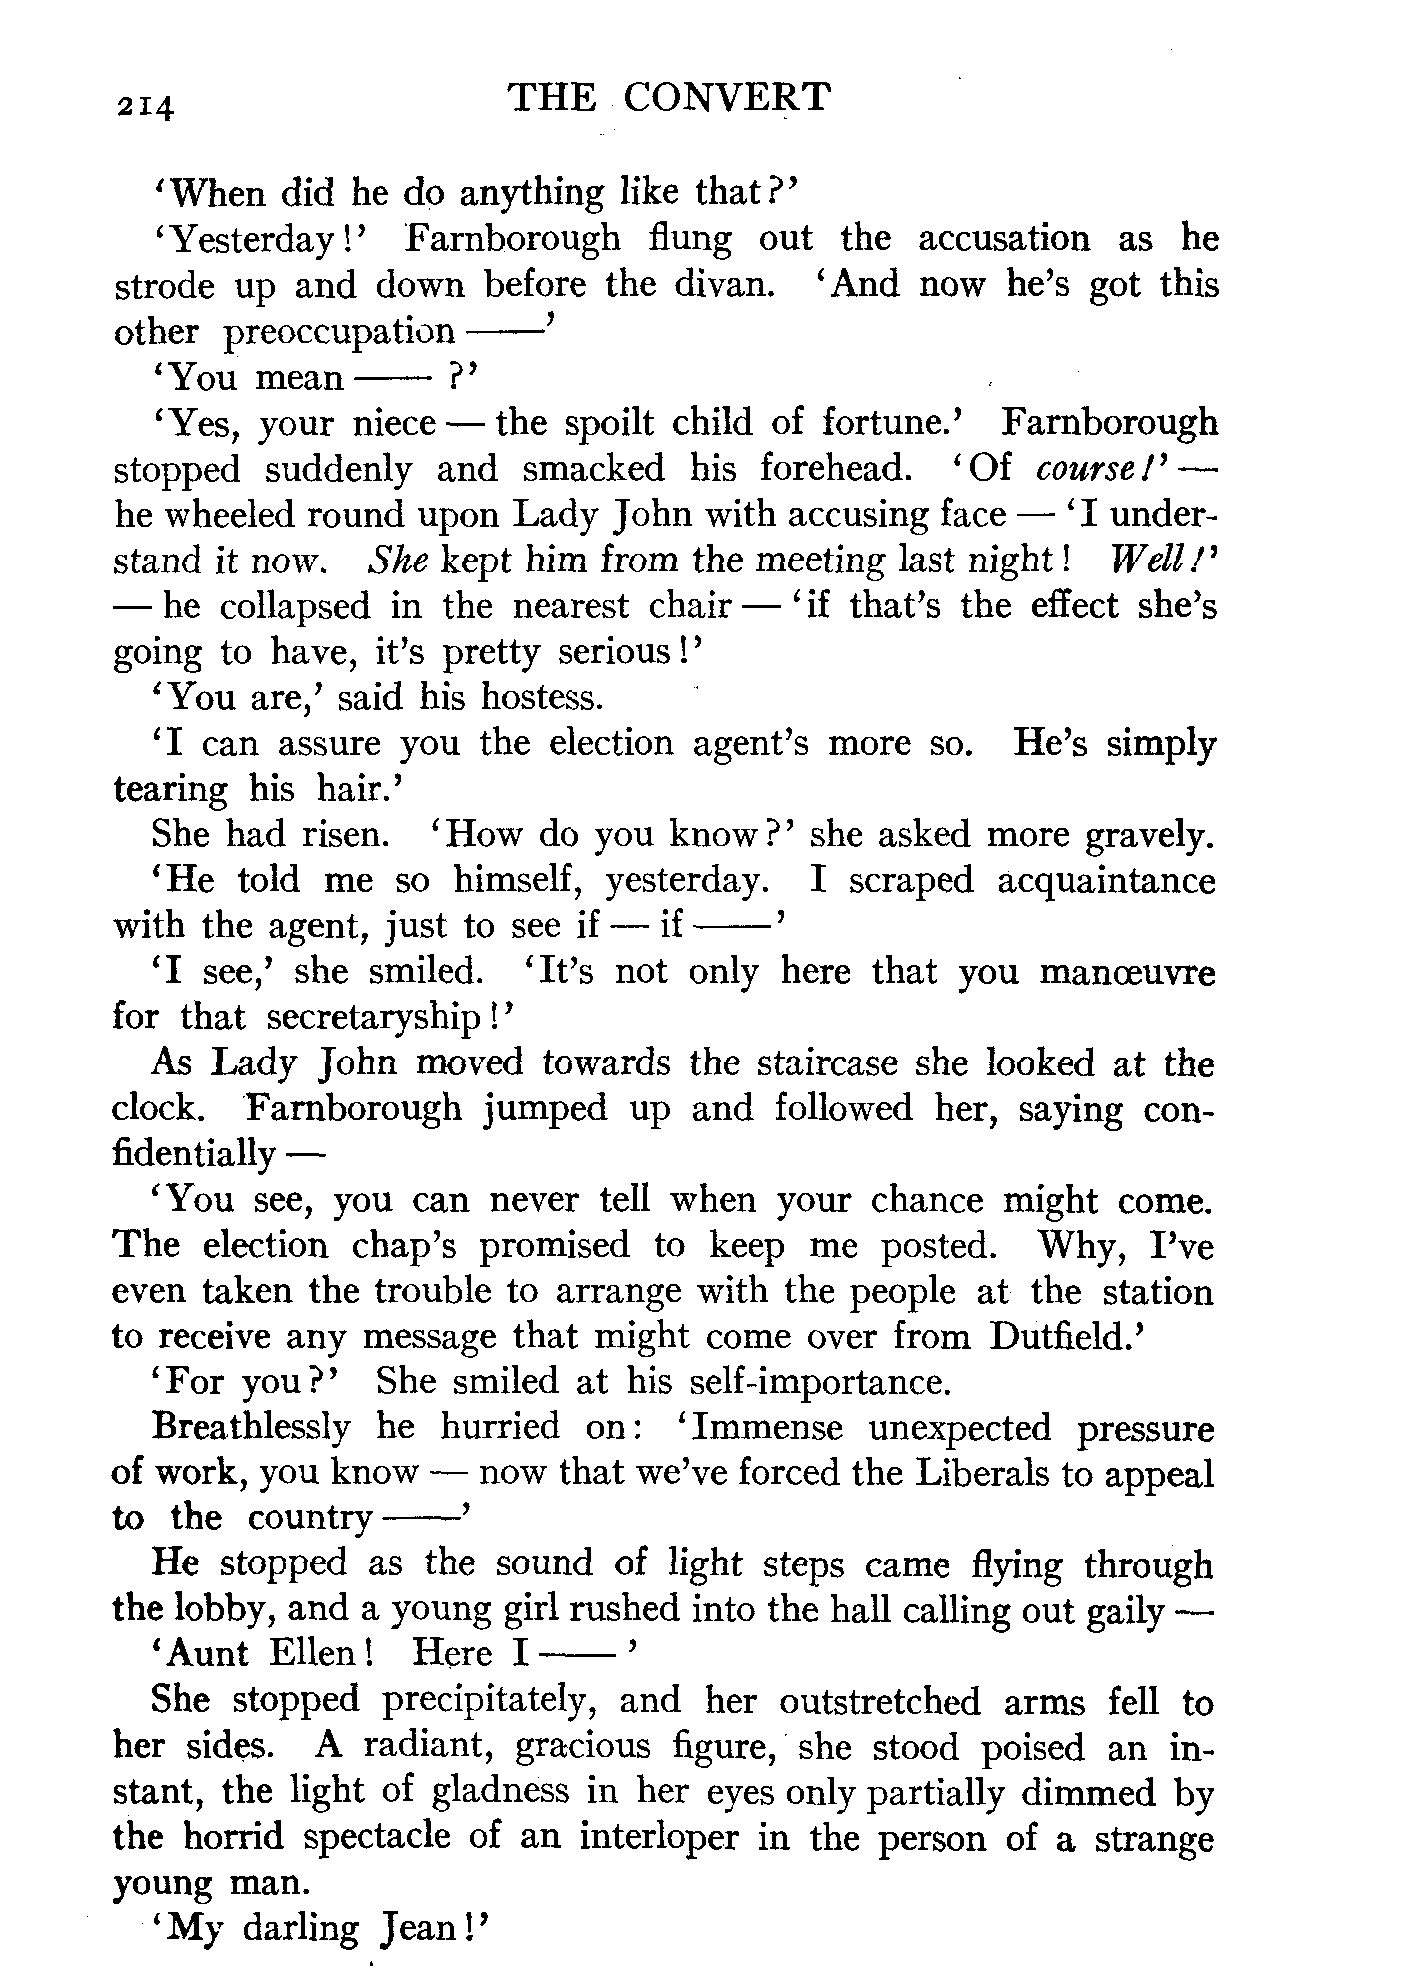 214 THE CONVERT
‘When did he do anything like that?’
‘Yesterday!’ Farnborough flung out the accusation as he
strode up and down before the divan. ‘And now he’s got this
other preoccupation ——’
‘You mean —— ?’
‘Yes, your niece — the spoilt child of fortune.’ Farnborough
stopped suddenly and smacked his forehead. ‘Of course!’ —
he wheeled round upon Lady John with accusing face — ‘I under-
stand it now. She kept him from the meeting last night! Well!’
— he collapsed in the nearest chair — ‘if that’s the effect she’s
going to have, it’s pretty serious!’
‘You are,’ said his hostess.
‘I can assure you the election agent’s more so. He’s simply
tearing his hair.’
She had risen. ‘How do you know?’ she asked more gravely.
‘He told me so himself, yesterday. I scraped acquaintance
with the agent, just to see if — if ——’
‘I see,’ she smiled. ‘It’s not only here that you manœuvre
for that secretaryship!’
As Lady John moved towards the staircase she looked at the
clock. Farnborough jumped up and followed her, saying con-
fidentially —
‘You see, you can never tell when your chance might come.
The election chap’s promised to keep me posted. Why, I’ve
even taken the trouble to arrange with the people at the station
to receive any message that might come over from Dutfield.’
‘For you?’ She smiled at his self-importance.
Breathlessly he hurried on: ‘Immense unexpected pressure
of work, you know — now that we’ve forced the Liberals to appeal
to the country ——’
He stopped as the sound of light steps came flying through
the lobby, and a young girl rushed into the hall calling out gaily —
‘Aunt Ellen! Here I —— ’
She stopped precipitately, and her outstretched arms fell to
her sides. A radiant, gracious figure, she stood poised an in-
stant, the light of gladness in her eyes only partially dimmed by
the horrid spectacle of an interloper in the person of a strange
young man.
‘My darling Jean!’